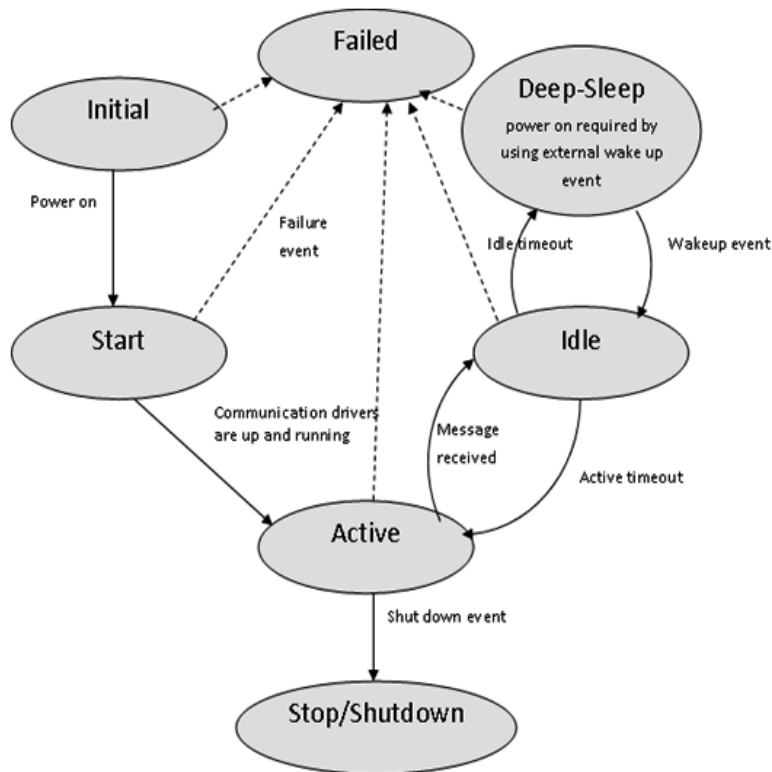 Failed
Initial
Deep-Sleep
power on required by
using external wake up
event
Power on
Failure
event
Idle timeout
Wakeup event
Start
Idle
Communication drivers
are up and running
Message
received
Active timeout
Active
Shut down event
Stop/Shutdown